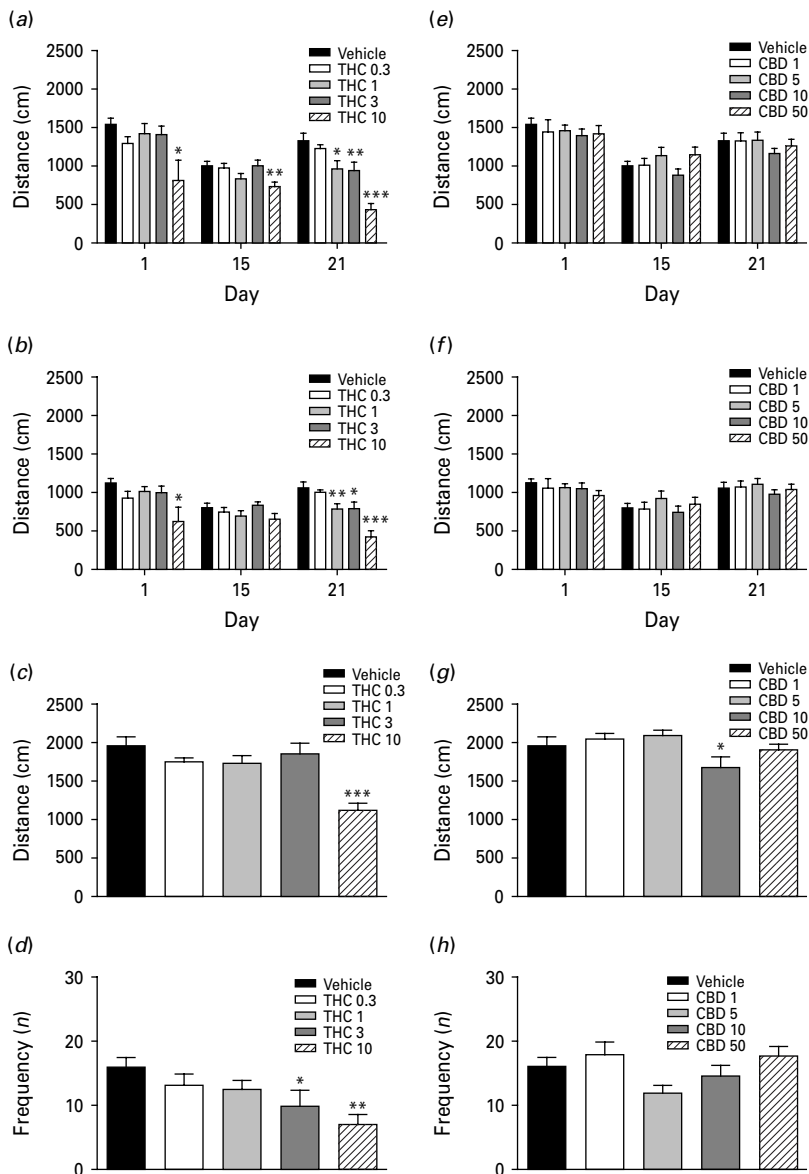 (a)
Distance (cm)
2500
2000
1500
1000
500
0
Vehicle
THC 0.3
THC 1
THC 3
THC 10
*
**
* **
***
1 15 21
Day
(b)
Distance (cm)
2500
2000
1500
1000
500
0
Vehicle
THC 0.3
THC 1
THC 3
THC 10
*
** *
***
1 15 21
Day
(c)
Distance (cm)
2500
2000
1500
1000
500
0
Vehicle
THC 0.3
THC 1
THC 3
THC 10
***
(d)
Frequency (n)
30
20
10
0
Vehicle
THC 0.3
THC 1
THC 3
THC 10
*
**
(e)
Distance (cm)
2500
2000
1500
1000
500
0
Vehicle
CBD 1
CBD 5
CBD 10
CBD 50
1 15 21
Day
(f)
Distance (cm)
2500
2000
1500
1000
500
0
Vehicle
CBD 1
CBD 5
CBD 10
CBD 50
1 15 21
Day
(g)
Distance (cm)
2500
2000
1500
1000
500
0
Vehicle
CBD 1
CBD 5
CBD 10
CBD 50
*
(h)
Frequency (n)
30
20
10
0
Vehicle
CBD 1
CBD 5
CBD 10
CBD 50